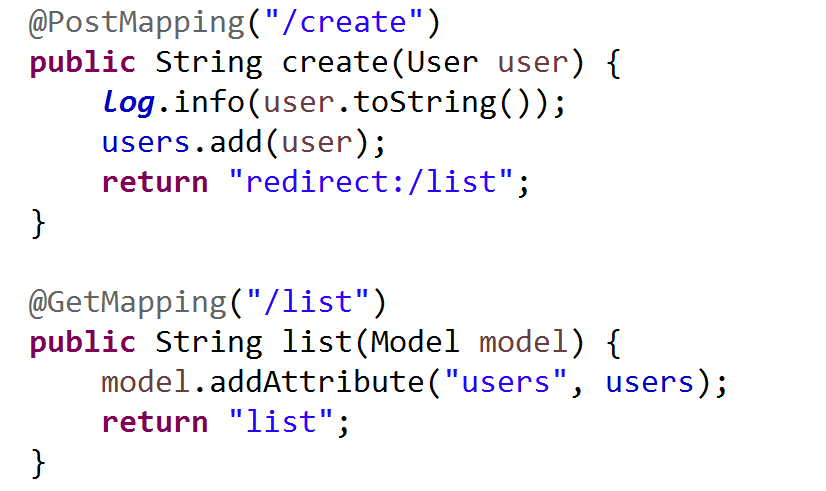 @PostMapping("/create")
public String create(User user) {
    log.info(user.toString());
    users.add(user);
    return "redirect:/list";
}

@GetMapping("/list")
public String list(Model model) {
    model.addAttribute("users", users);
    return "list";
}